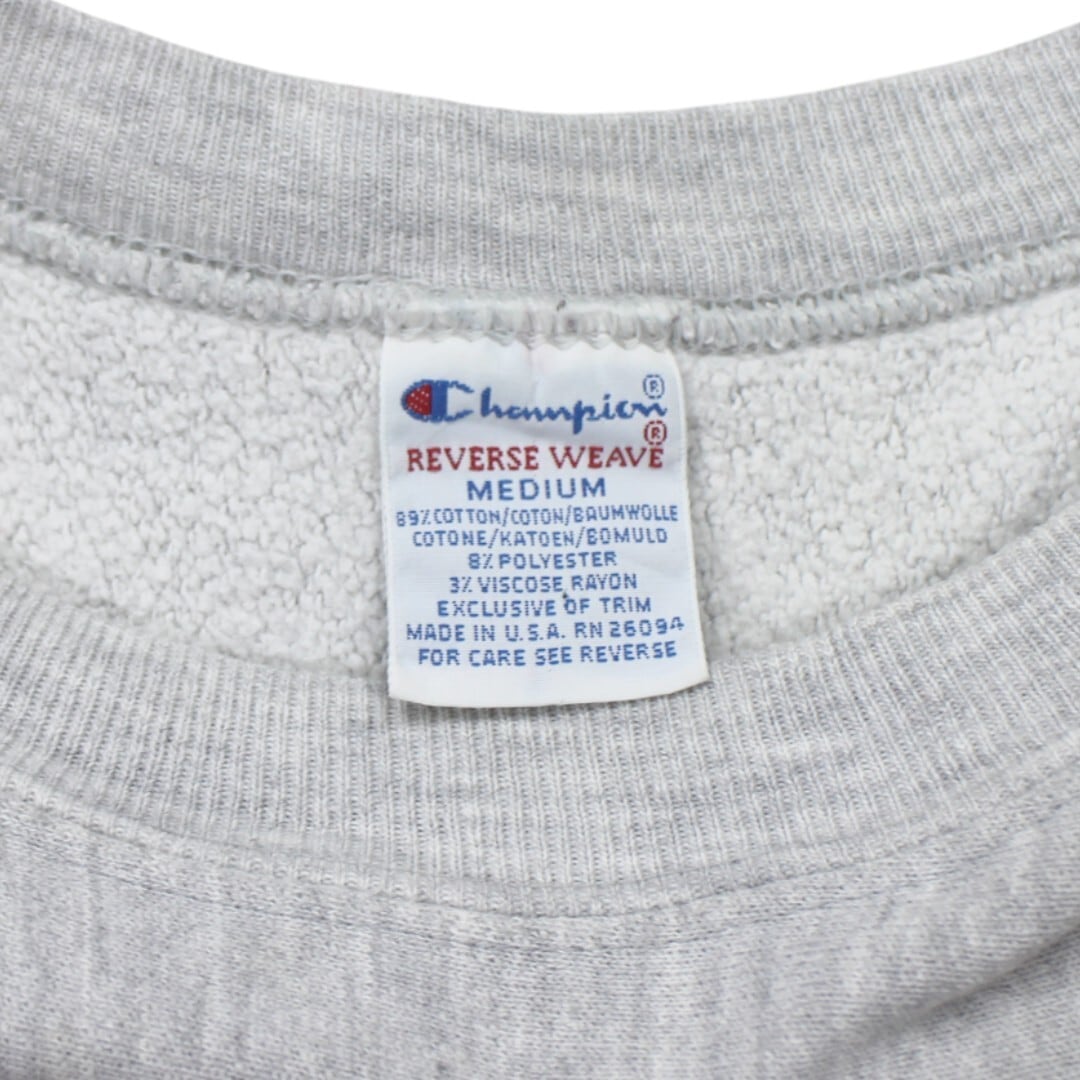 Champion®
REVERSE WEAVE®
MEDIUM
89% COTTON/COTON/BAUMWOLLE
COTONE/KATOEN/BOMULD
8% POLYESTER
3% VISCOSE RAYON
EXCLUSIVE OF TRIM
MADE IN U.S.A. RN 26094
FOR CARE SEE REVERSE